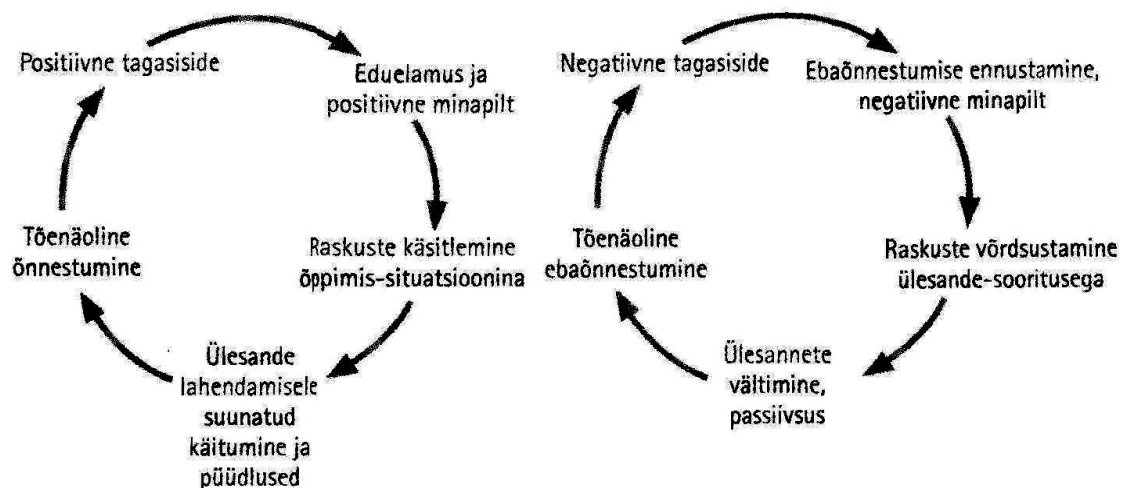 Positiivne tagasiside
Eduelamus ja
positiivne minapilt
Raskuste käsitlemine
õppimis-situatsioonina
Ülesande
lahendamisele
suunatud
käitumine ja
püüdlused
Tõenäoline
õnnestumine
Negatiivne tagasiside
Ebaõnnestumise ennustamine,
negatiivne minapilt
Raskuste võrdsustamine
ülesande-sooritusega
Ülesannete
vältimine,
passiivsus
Tõenäoline
ebaõnnestumine